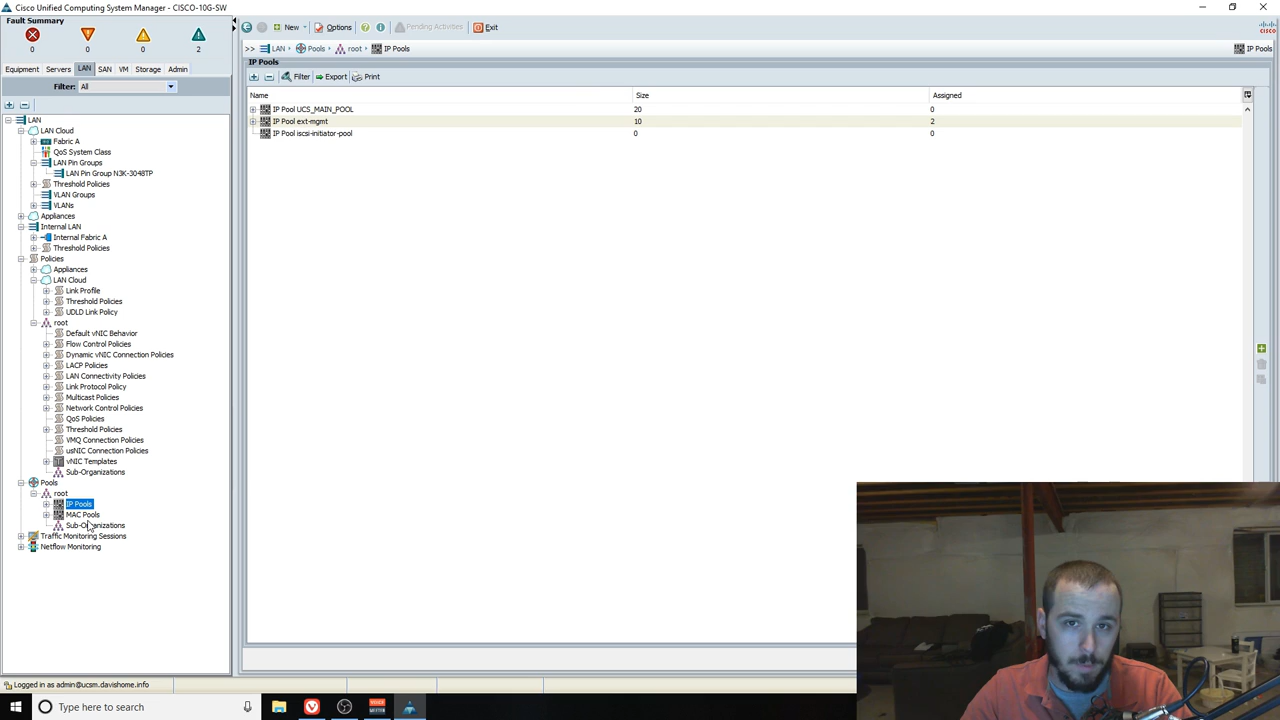 Cisco Unified Computing System Manager - CISCO-10G-SW
Fault Summary
0 0 0 2
New Options Pending Activities Exit
cisco
>> LAN Pools root IP Pools IP Pools
Equipment Servers LAN SAN VM Storage Admin
Filter: All
IP Pools
Filter Export Print
Name Size Assigned
IP Pool UCS_MAIN_POOL 20 0
IP Pool ext-mgmt 10 2
IP Pool iscsi-initiator-pool 0 0
LAN
LAN Cloud
Fabric A
QoS System Class
LAN Pin Groups
LAN Pin Group N3K-3048TP
Threshold Policies
VLAN Groups
VLANs
Appliances
Internal LAN
Internal Fabric A
Threshold Policies
Policies
Appliances
LAN Cloud
Link Profile
Threshold Policies
UDLD Link Policy
root
Default vNIC Behavior
Flow Control Policies
Dynamic vNIC Connection Policies
LACP Policies
LAN Connectivity Policies
Link Protocol Policy
Multicast Policies
Network Control Policies
QoS Policies
Threshold Policies
VMQ Connection Policies
usNIC Connection Policies
vNIC Templates
Sub-Organizations
Pools
root
IP Pools
MAC Pools
Sub-Organizations
Traffic Monitoring Sessions
Netflow Monitoring
Logged in as admin@ucsm.davishome.info
Type here to search